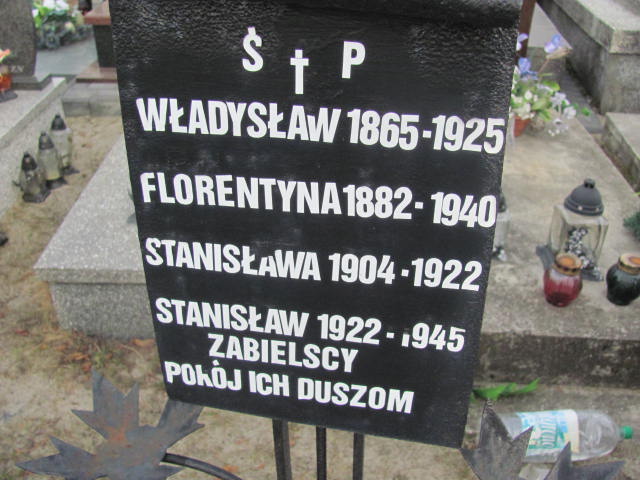 Ś † P
WŁADYSŁAW 1865-1925
FLORENTYNA 1882-1940
STANISŁAWA 1904-1922
STANISŁAW 1922-1945
ZABIELSCY
POKÓJ ICH DUSZOM